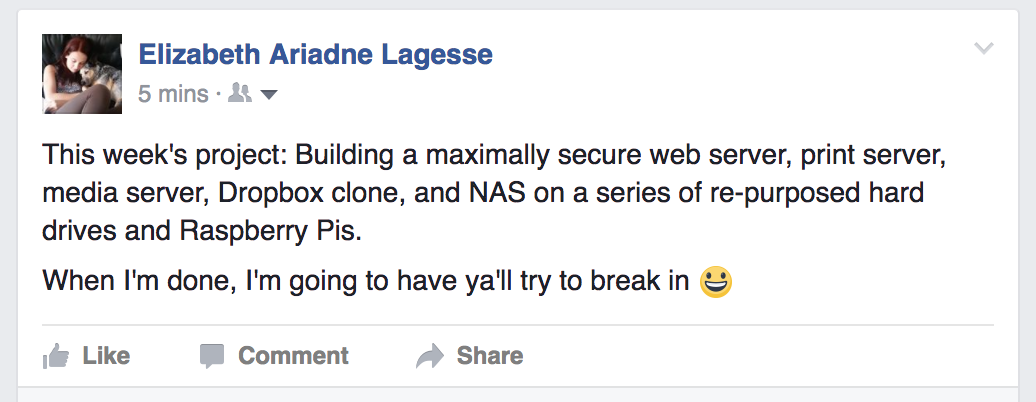 Elizabeth Ariadne Lagesse
5 mins ·
This week's project: Building a maximally secure web server, print server,
media server, Dropbox clone, and NAS on a series of re-purposed hard
drives and Raspberry Pis.
When I'm done, I'm going to have ya'll try to break in 😀
Like Comment Share